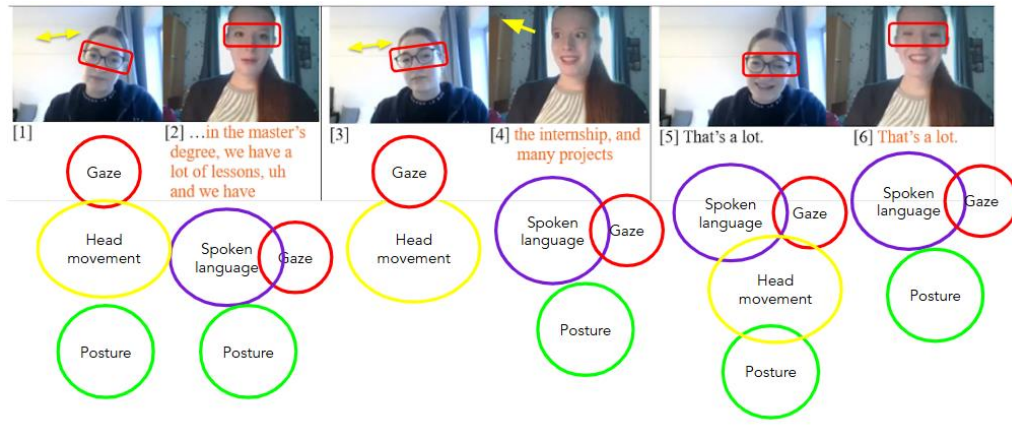 [1]
[2] …in the master's
degree, we have a
lot of lessons, uh
and we have
[3]
[4] the internship, and
many projects
[5] That's a lot.
[6] That's a lot.
Gaze
Head
movement
Posture
Spoken
language
Gaze
Posture
Gaze
Head
movement
Spoken
language
Gaze
Posture
Spoken
language
Gaze
Head
movement
Posture
Spoken
language
Gaze
Posture